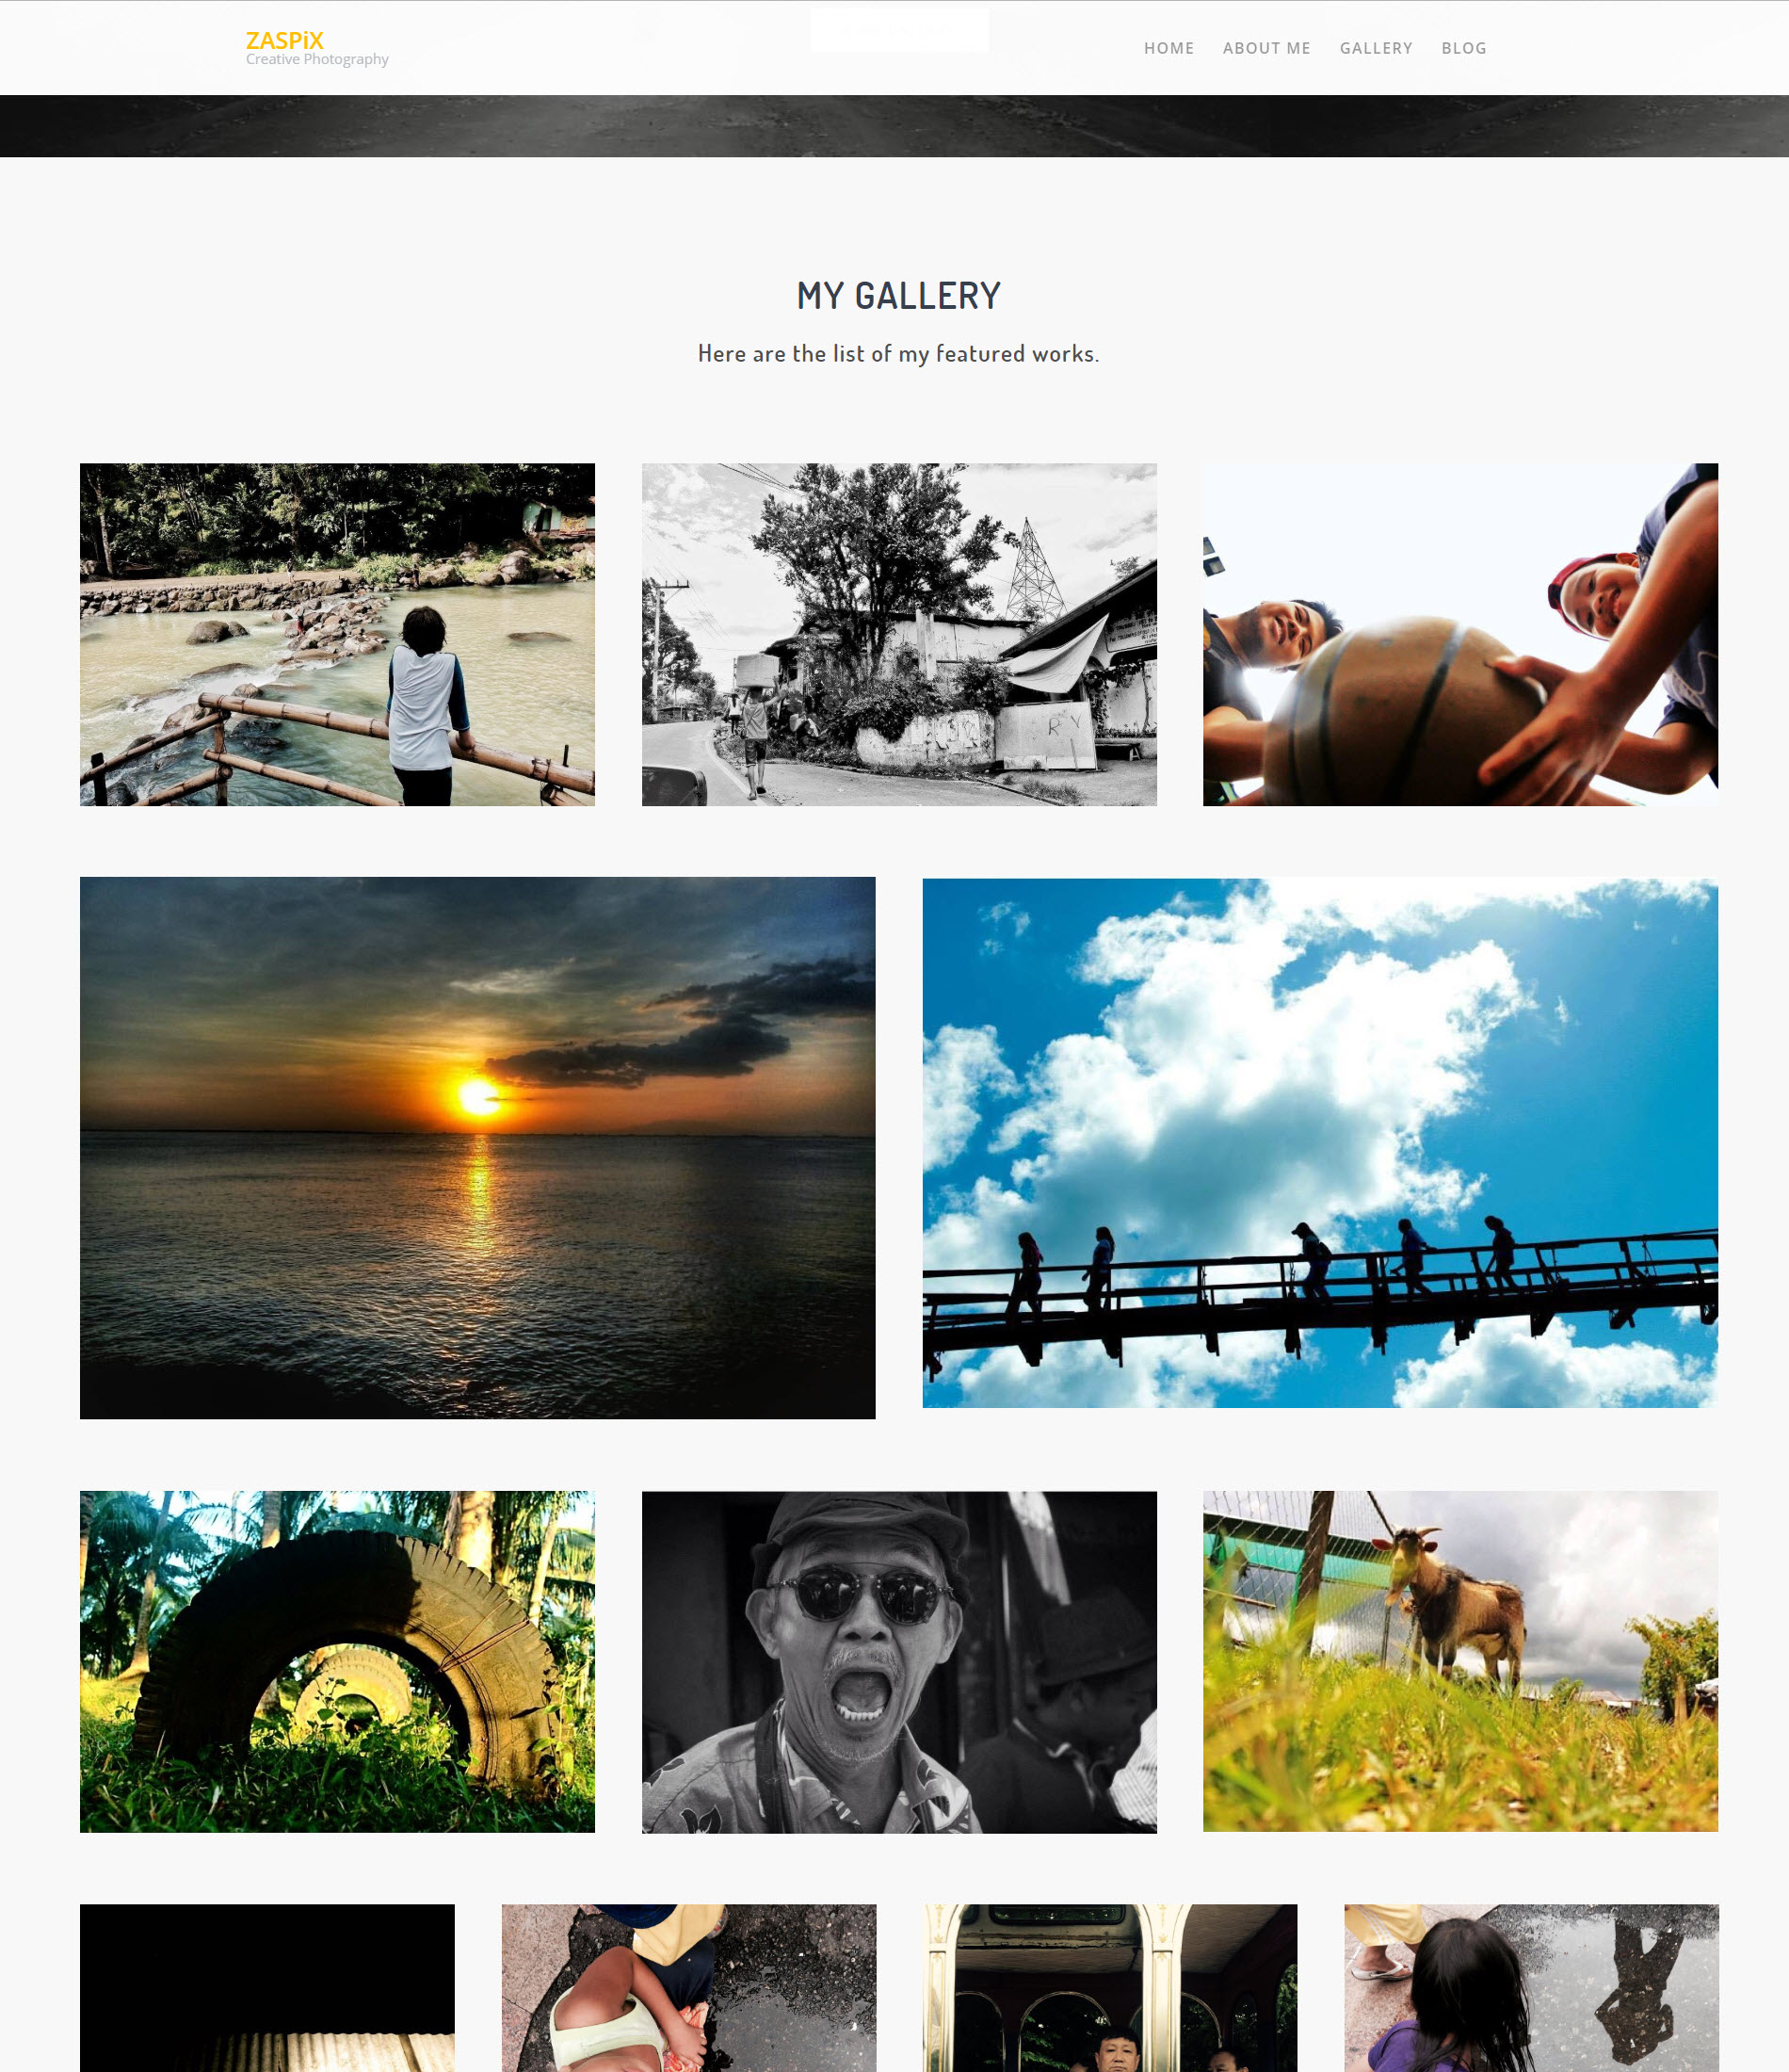 ZASPiX
Creative Photography
HOME ABOUT ME GALLERY BLOG
MY GALLERY
Here are the list of my featured works.
R Y